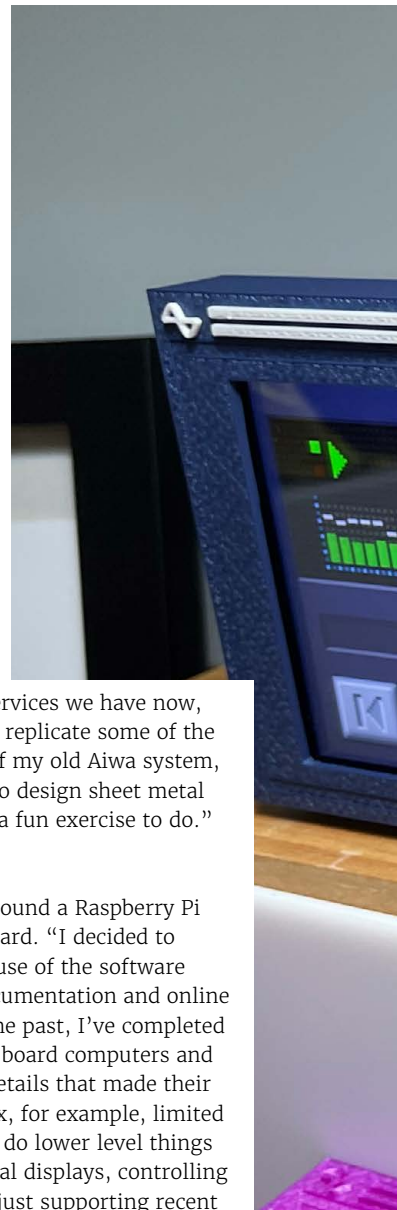 ervices we have now,
replicate some of the
f my old Aiwa system,
o design sheet metal
a fun exercise to do.”
ound a Raspberry Pi
ard. “I decided to
use of the software
cumentation and online
he past, I’ve completed
board computers and
etails that made their
x, for example, limited
do lower level things
al displays, controlling
just supporting recent